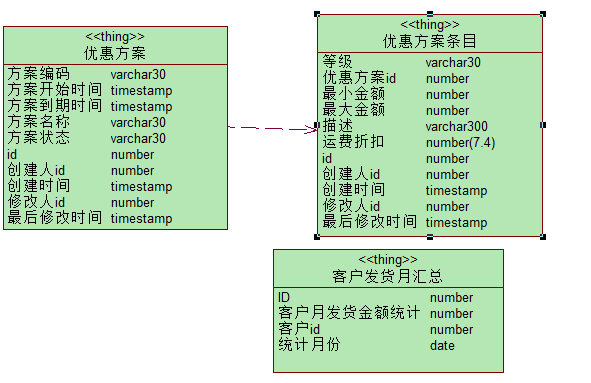 <<thing>>
优惠方案
方案编码 varchar30
方案开始时间 timestamp
方案到期时间 timestamp
方案名称 varchar30
方案状态 varchar30
id number
创建人id number
创建时间 timestamp
修改人id number
最后修改时间 timestamp
<<thing>>
优惠方案条目
等级 varchar30
优惠方案id number
最小金额 number
最大金额 number
描述 varchar300
运费折扣 number(7.4)
id number
创建人id number
创建时间 timestamp
修改人id number
最后修改时间 timestamp
<<thing>>
客户发货月汇总
ID number
客户月发货金额统计 number
客户id number
统计月份 date